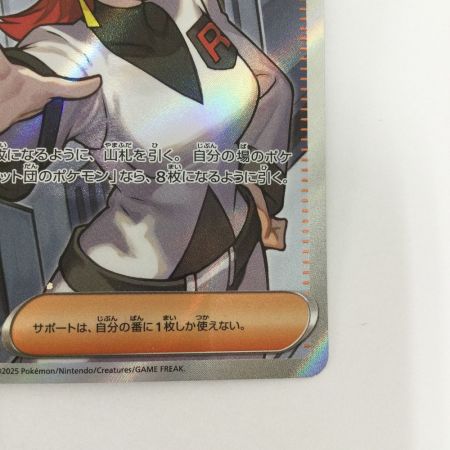 R
枚になるように、山札を引く。自分の場のポケ
ット団のポケモン」なら、8枚になるように引く。
サポートは、自分の番に1枚しか使えない。
©2025 Pokémon/Nintendo/Creatures/GAME FREAK.